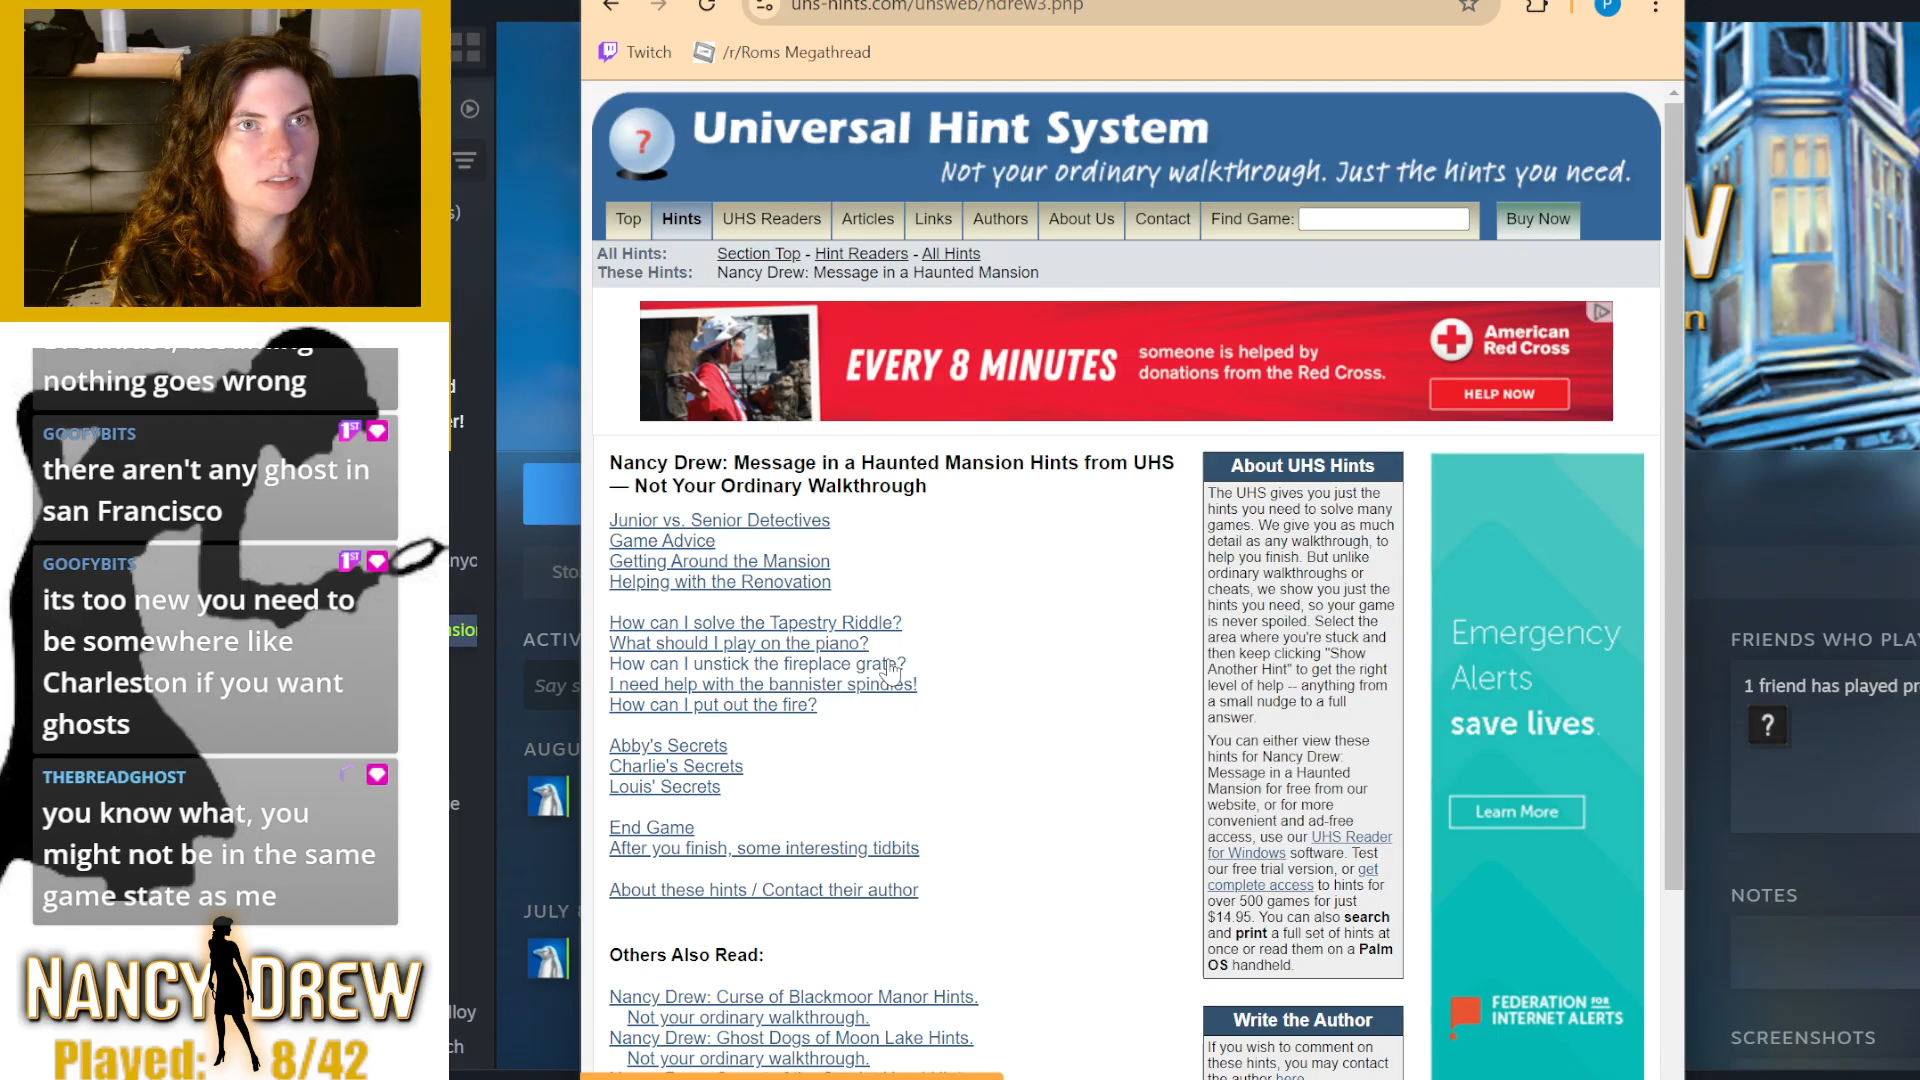 uhs-hints.com/uhsweb/ndrew3.php
Twitch
/r/Roms Megathread
P
?
Universal Hint System
Not your ordinary walkthrough. Just the hints you need.
Top
Hints
UHS Readers
Articles
Links
Authors
About Us
Contact
Find Game:
Buy Now
All Hints: Section Top - Hint Readers - All Hints
These Hints: Nancy Drew: Message in a Haunted Mansion
EVERY 8 MINUTES
someone is helped by
donations from the Red Cross.
American
Red Cross
HELP NOW
Nancy Drew: Message in a Haunted Mansion Hints from UHS
— Not Your Ordinary Walkthrough
Junior vs. Senior Detectives
Game Advice
Getting Around the Mansion
Helping with the Renovation
How can I solve the Tapestry Riddle?
What should I play on the piano?
How can I unstick the fireplace grate?
I need help with the bannister spindles!
How can I put out the fire?
Abby's Secrets
Charlie's Secrets
Louis' Secrets
End Game
After you finish, some interesting tidbits
About these hints / Contact their author
Others Also Read:
Nancy Drew: Curse of Blackmoor Manor Hints.
Not your ordinary walkthrough.
Nancy Drew: Ghost Dogs of Moon Lake Hints.
Not your ordinary walkthrough.
About UHS Hints
The UHS gives you just the
hints you need to solve many
games. We give you as much
detail as any walkthrough, to
help you finish. But unlike
ordinary walkthroughs or
cheats, we show you just the
hints you need, so your game
is never spoiled. Select the
area where you're stuck and
then keep clicking "Show
Another Hint" to get the right
level of help -- anything from
a small nudge to a full
answer.
You can either view these
hints for Nancy Drew:
Message in a Haunted
Mansion for free from our
website, or for more
convenient and ad-free
access, use our UHS Reader
for Windows software. Test
our free trial version, or get
complete access to hints for
over 500 games for just
$14.95. You can also search
and print a full set of hints at
once or read them on a Palm
OS handheld.
Write the Author
If you wish to comment on
these hints, you may contact
the author here
Emergency
Alerts
save lives.
Learn More
FEDERATION FOR
INTERNET ALERTS
nothing goes wrong
GOOFYBITS
1ST
there aren't any ghost in
san Francisco
GOOFYBITS
1ST
its too new you need to
be somewhere like
Charleston if you want
ghosts
THEBREADGHOST
you know what, you
might not be in the same
game state as me
NANCY DREW
Played: 8/42
Sto
ACTIV
Say s
AUGU
JULY 8
FRIENDS WHO PLAY
1 friend has played pr
?
NOTES
SCREENSHOTS